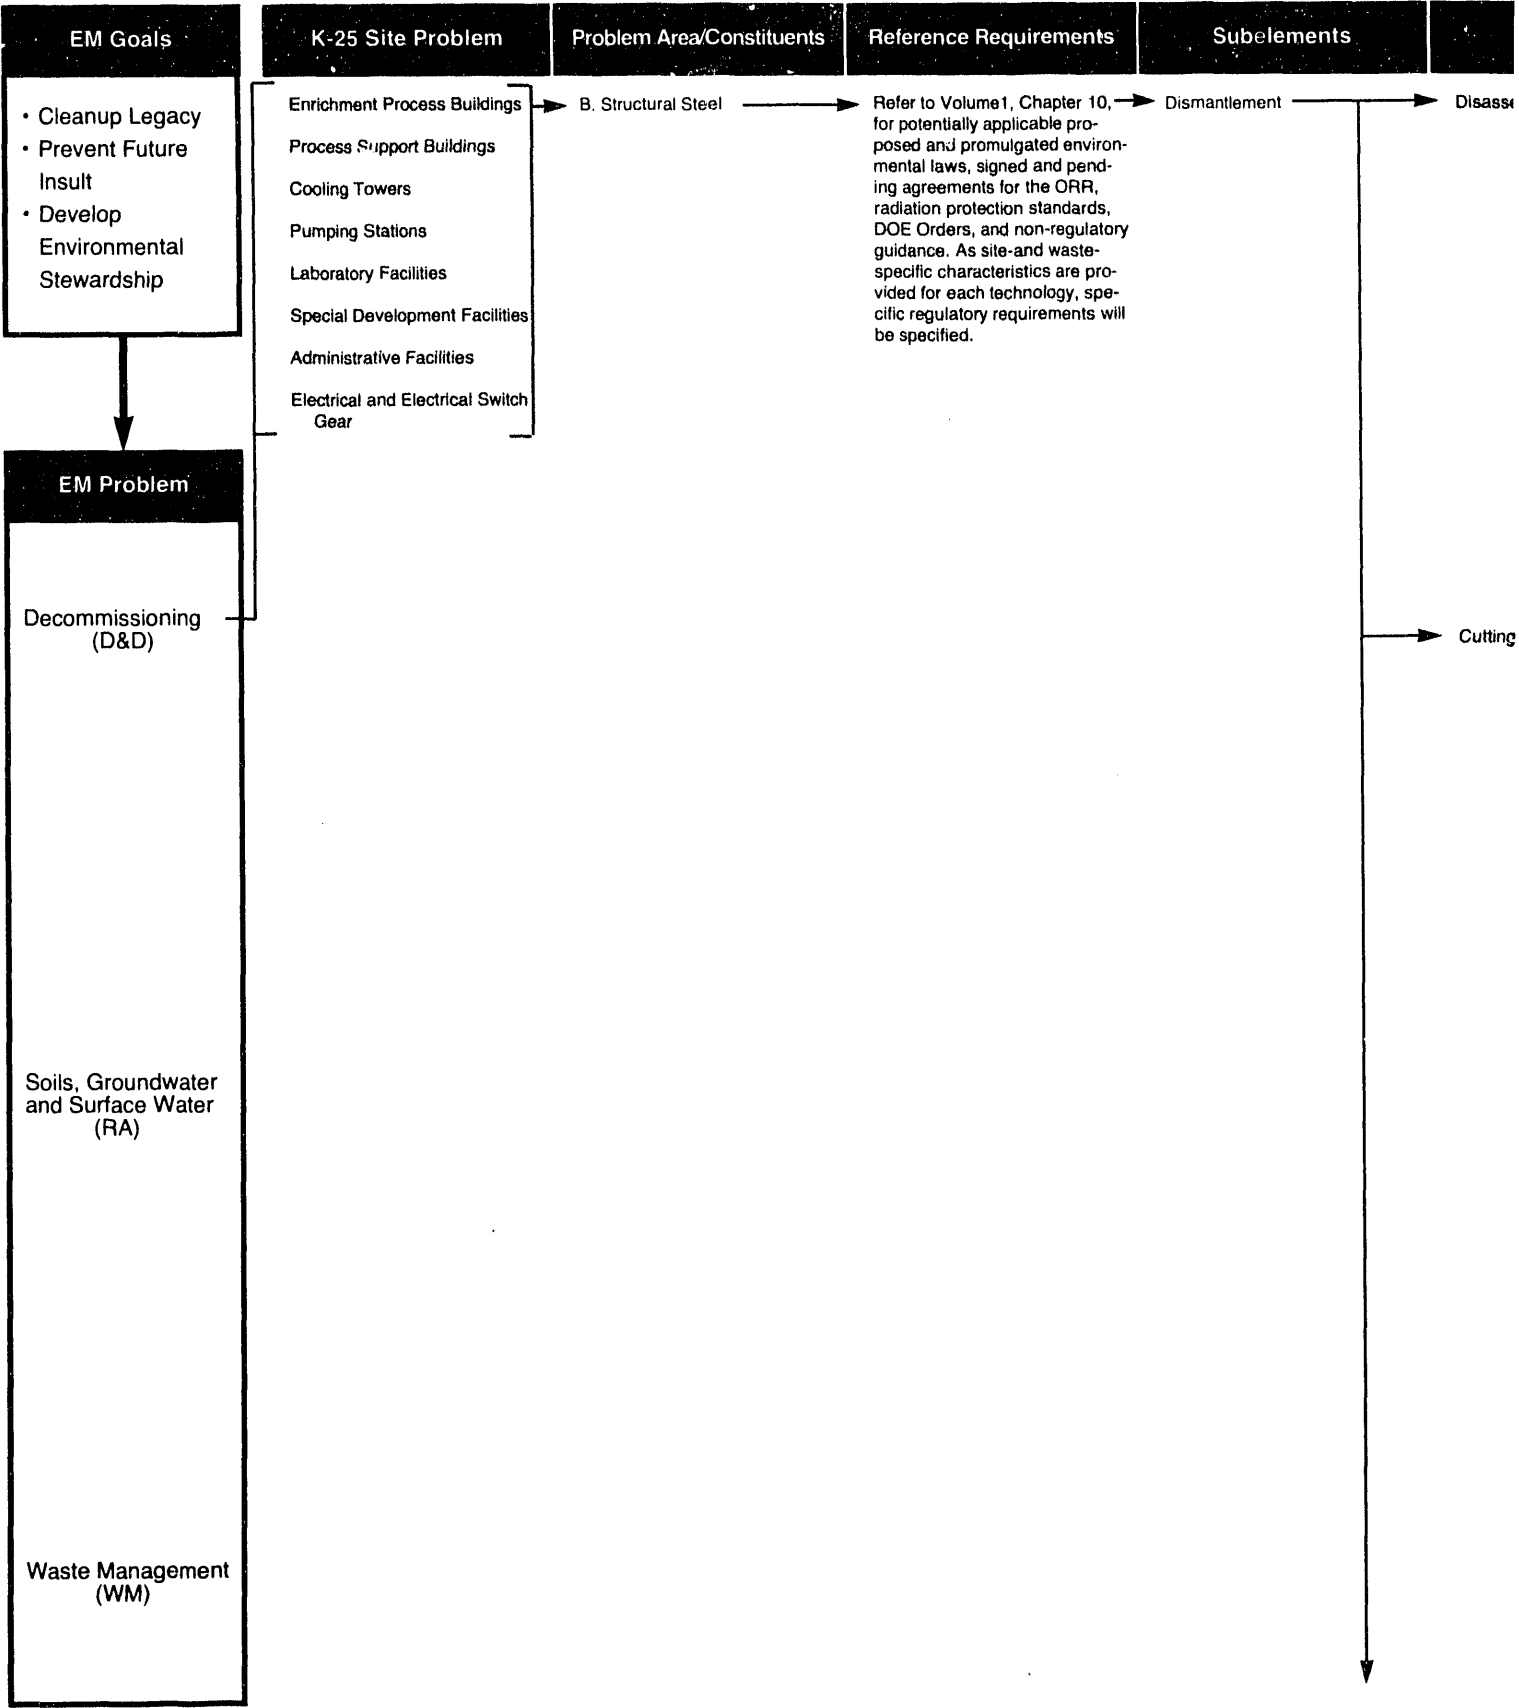 EM Goals
K-25 Site Problem
Problem Area/Constituents
Reference Requirements
Subelements
• Cleanup Legacy
• Prevent Future
Insult
• Develop
Environmental
Stewardship
EM Problem
Decommissioning
(D&D)
Soils, Groundwater
and Surface Water
(RA)
Waste Management
(WM)
Enrichment Process Buildings
Process Support Buildings
Cooling Towers
Pumping Stations
Laboratory Facilities
Special Development Facilities
Administrative Facilities
Electrical and Electrical Switch
Gear
B. Structural Steel
Refer to Volume1, Chapter 10,
for potentially applicable pro-
posed and promulgated environ-
mental laws, signed and pend-
ing agreements for the ORR,
radiation protection standards,
DOE Orders, and non-regulatory
guidance. As site-and waste-
specific characteristics are pro-
vided for each technology, spe-
cific regulatory requirements will
be specified.
Dismantlement
Cutting